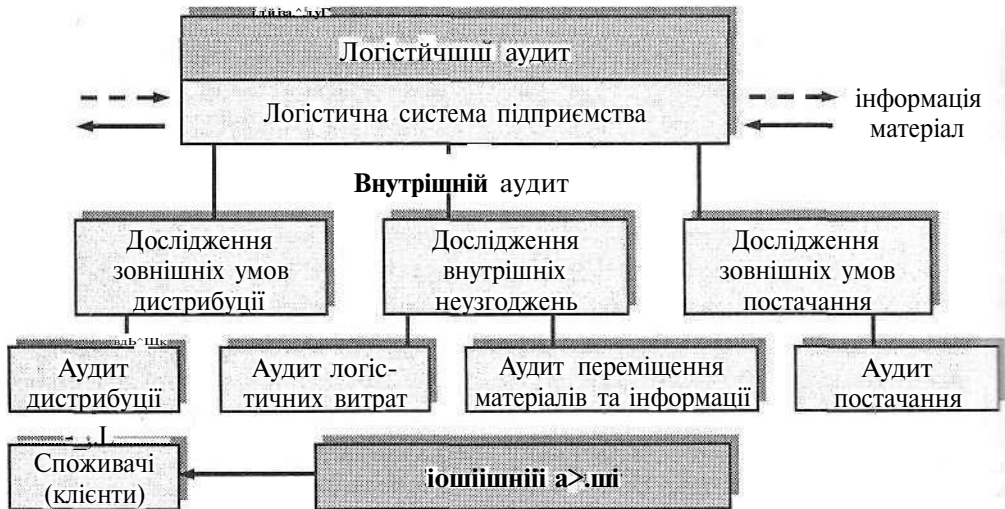 Логістйчшш аудит
Логістична система підприємства
інформація
матеріал
Внутрішній аудит
Дослідження
зовнішніх умов
дистрибуції
Дослідження
внутрішніх
неузгоджень
Дослідження
зовнішніх умов
постачання
Аудит
дистрибуції
Аудит логіс-
тичних витрат
Аудит переміщення
матеріалів та інформації
Аудит
постачання
Споживачі
(клієнти)